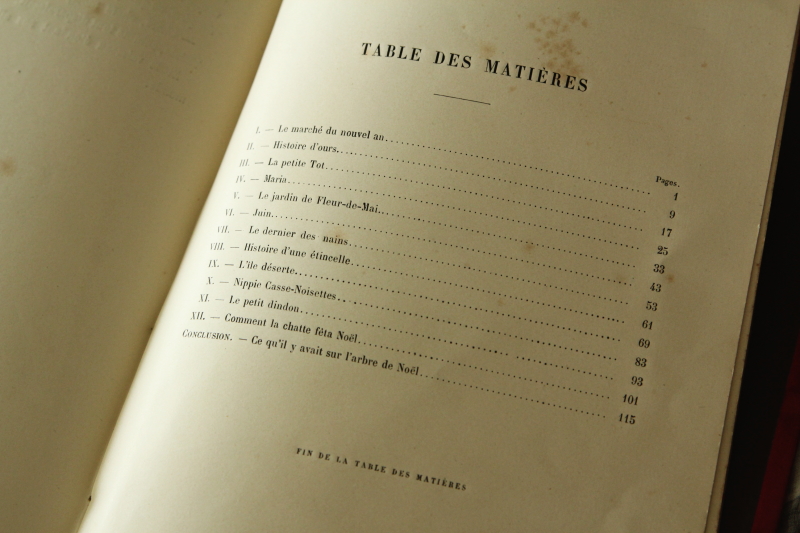 TABLE DES MATIÈRES
Pages.
I. — Le marché du nouvel an. 1
II. — Histoire d'ours. 9
III. — La petite Tot. 17
IV. — Maria. 25
V. — Le jardin de Fleur-de-Mai. 33
VI. — Juin. 43
VII. — Le dernier des nains. 53
VIII. — Histoire d'une étincelle. 61
IX. — L'île déserte. 69
X. — Nippie Casse-Noisettes. 83
XI. — Le petit dindon. 93
XII. — Comment la chatte fêta Noël. 101
CONCLUSION. — Ce qu'il y avait sur l'arbre de Noël. 115
FIN DE LA TABLE DES MATIÈRES